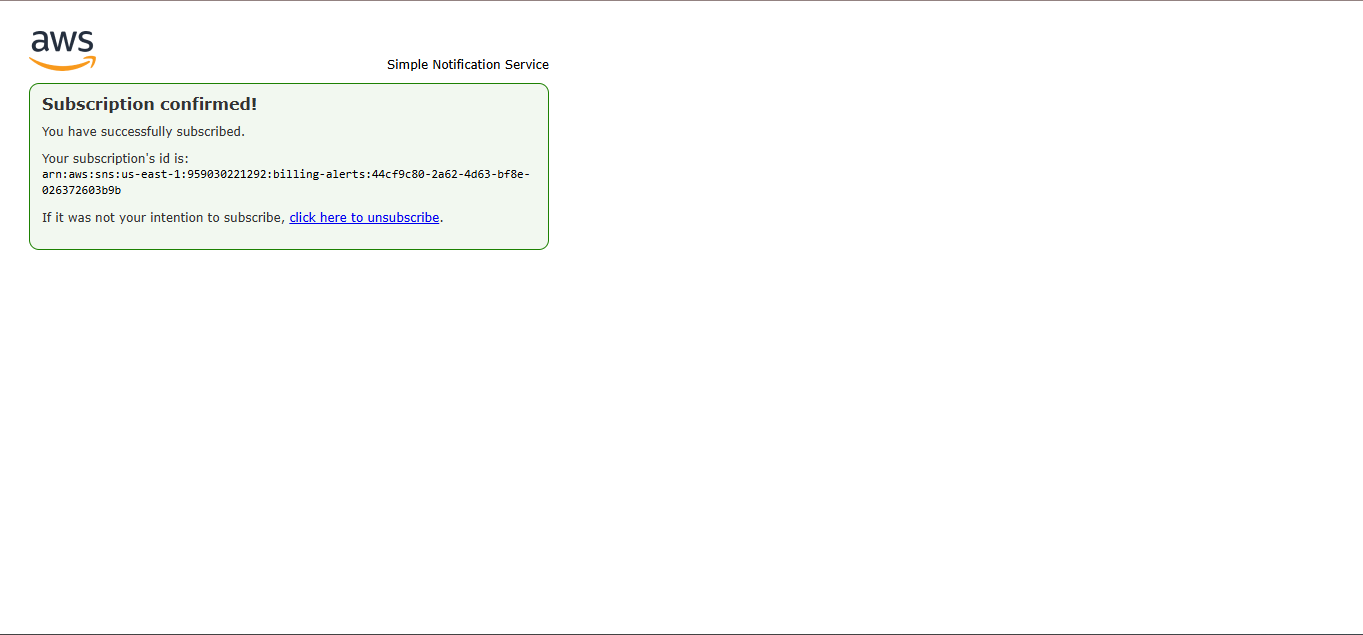 aws
Simple Notification Service
Subscription confirmed!
You have successfully subscribed.
Your subscription's id is:
arn:aws:sns:us-east-1:959030221292:billing-alerts:44cf9c80-2a62-4d63-bf8e-
026372603b9b
If it was not your intention to subscribe, click here to unsubscribe.